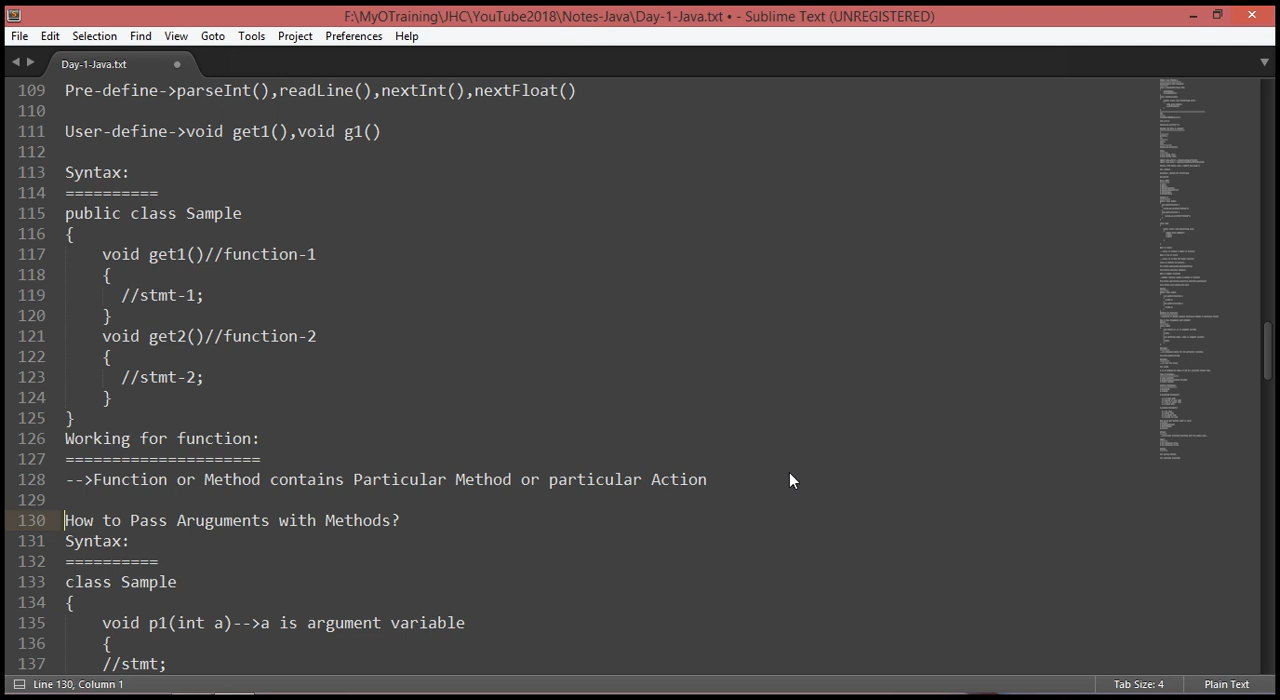 F:\MyOTraining\JHC\YouTube2018\Notes-Java\Day-1-Java.txt • - Sublime Text (UNREGISTERED)
File Edit Selection Find View Goto Tools Project Preferences Help
Day-1-Java.txt
109 Pre-define->parseInt(),readLine(),nextInt(),nextFloat()
110
111 User-define->void get1(),void g1()
112
113 Syntax:
114 ==========
115 public class Sample
116 {
117     void get1()//function-1
118     {
119       //stmt-1;
120     }
121     void get2()//function-2
122     {
123       //stmt-2;
124     }
125 }
126 Working for function:
127 =====================
128 -->Function or Method contains Particular Method or particular Action
129
130 How to Pass Aruguments with Methods?
131 Syntax:
132 ==========
133 class Sample
134 {
135     void p1(int a)-->a is argument variable
136     {
137     //stmt;
Line 130, Column 1 Tab Size: 4 Plain Text